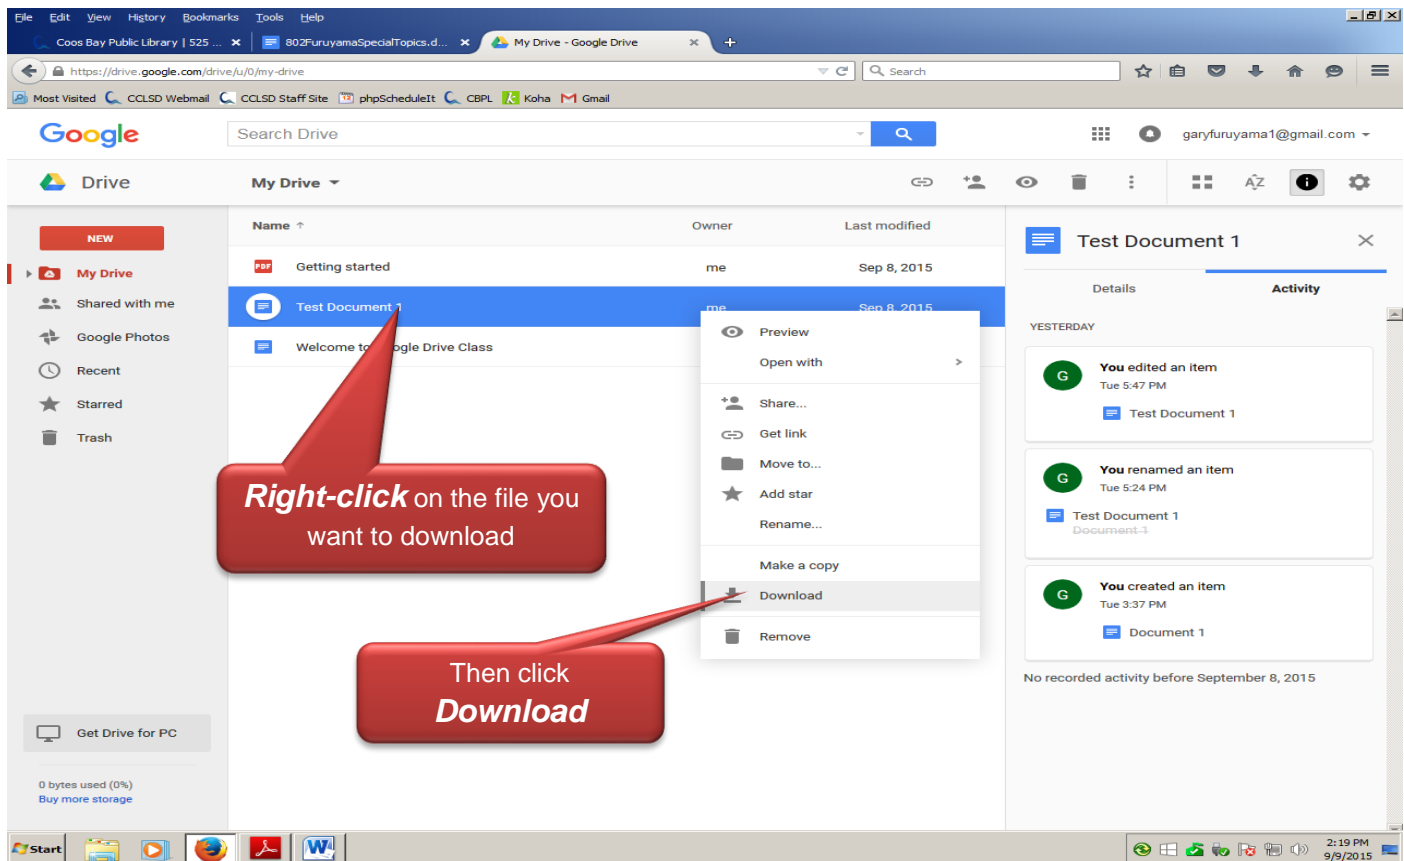 File Edit View History Bookmarks Tools Help
Coos Bay Public Library | 525 ...
802FuruyamaSpecialTopics.d...
My Drive - Google Drive
https://drive.google.com/drive/u/0/my-drive
Search
Most Visited CCLSD Webmail CCLSD Staff Site phpScheduleIt CBPL Koha Gmail
Google
Search Drive
garyfuruyama1@gmail.com
Drive
My Drive
AZ
NEW
My Drive
Shared with me
Google Photos
Recent
Starred
Trash
Get Drive for PC
0 bytes used (0%)
Buy more storage
Name Owner Last modified
PDF Getting started me Sep 8, 2015
Test Document 1 me Sep 8, 2015
Welcome to Google Drive Class
Preview
Open with
Share...
Get link
Move to...
Add star
Rename...
Make a copy
Download
Remove
Right-click on the file you
want to download
Then click
Download
Test Document 1
Details Activity
YESTERDAY
G
You edited an item
Tue 5:47 PM
Test Document 1
G
You renamed an item
Tue 5:24 PM
Test Document 1
Document 1
G
You created an item
Tue 3:37 PM
Document 1
No recorded activity before September 8, 2015
Start
2:19 PM
9/9/2015